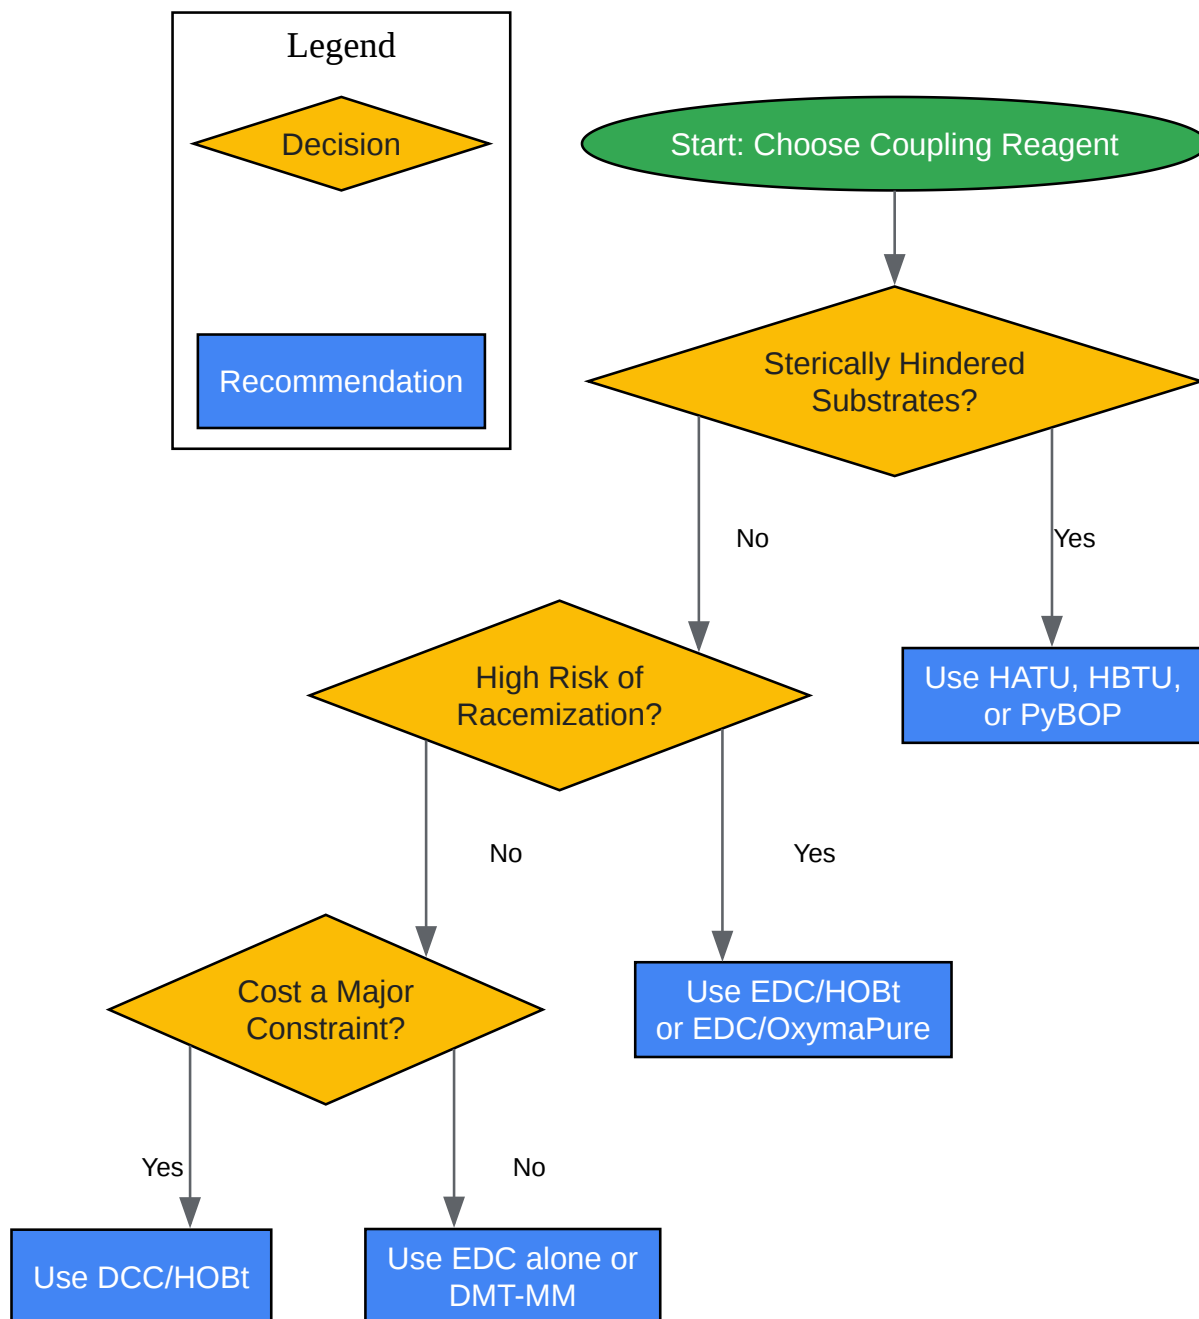 Legend
Decision
Recommendation
Start: Choose Coupling Reagent
Sterically Hindered
Substrates?
No
Yes
High Risk of
Racemization?
Use HATU, HBTU,
or PyBOP
No
Yes
Cost a Major
Constraint?
Use EDC/HOBt
or EDC/OxymaPure
Yes
No
Use DCC/HOBt
Use EDC alone or
DMT-MM